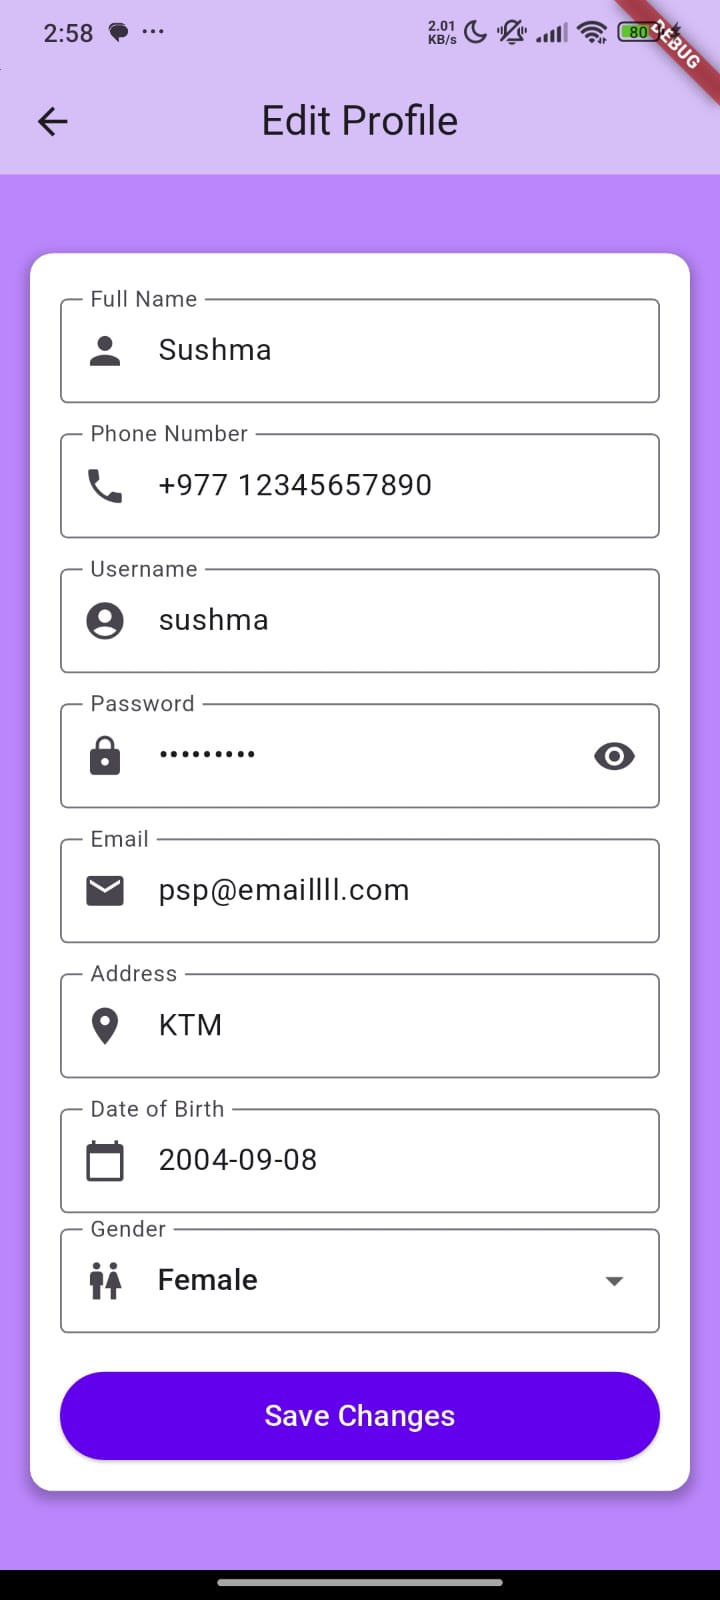 2:58 ... 2.01 KB/s 80
DEBUG
Edit Profile
Full Name
Sushma
Phone Number
+977 12345657890
Username
sushma
Password
•••••••••
Email
psp@emaillll.com
Address
KTM
Date of Birth
2004-09-08
Gender
Female
Save Changes